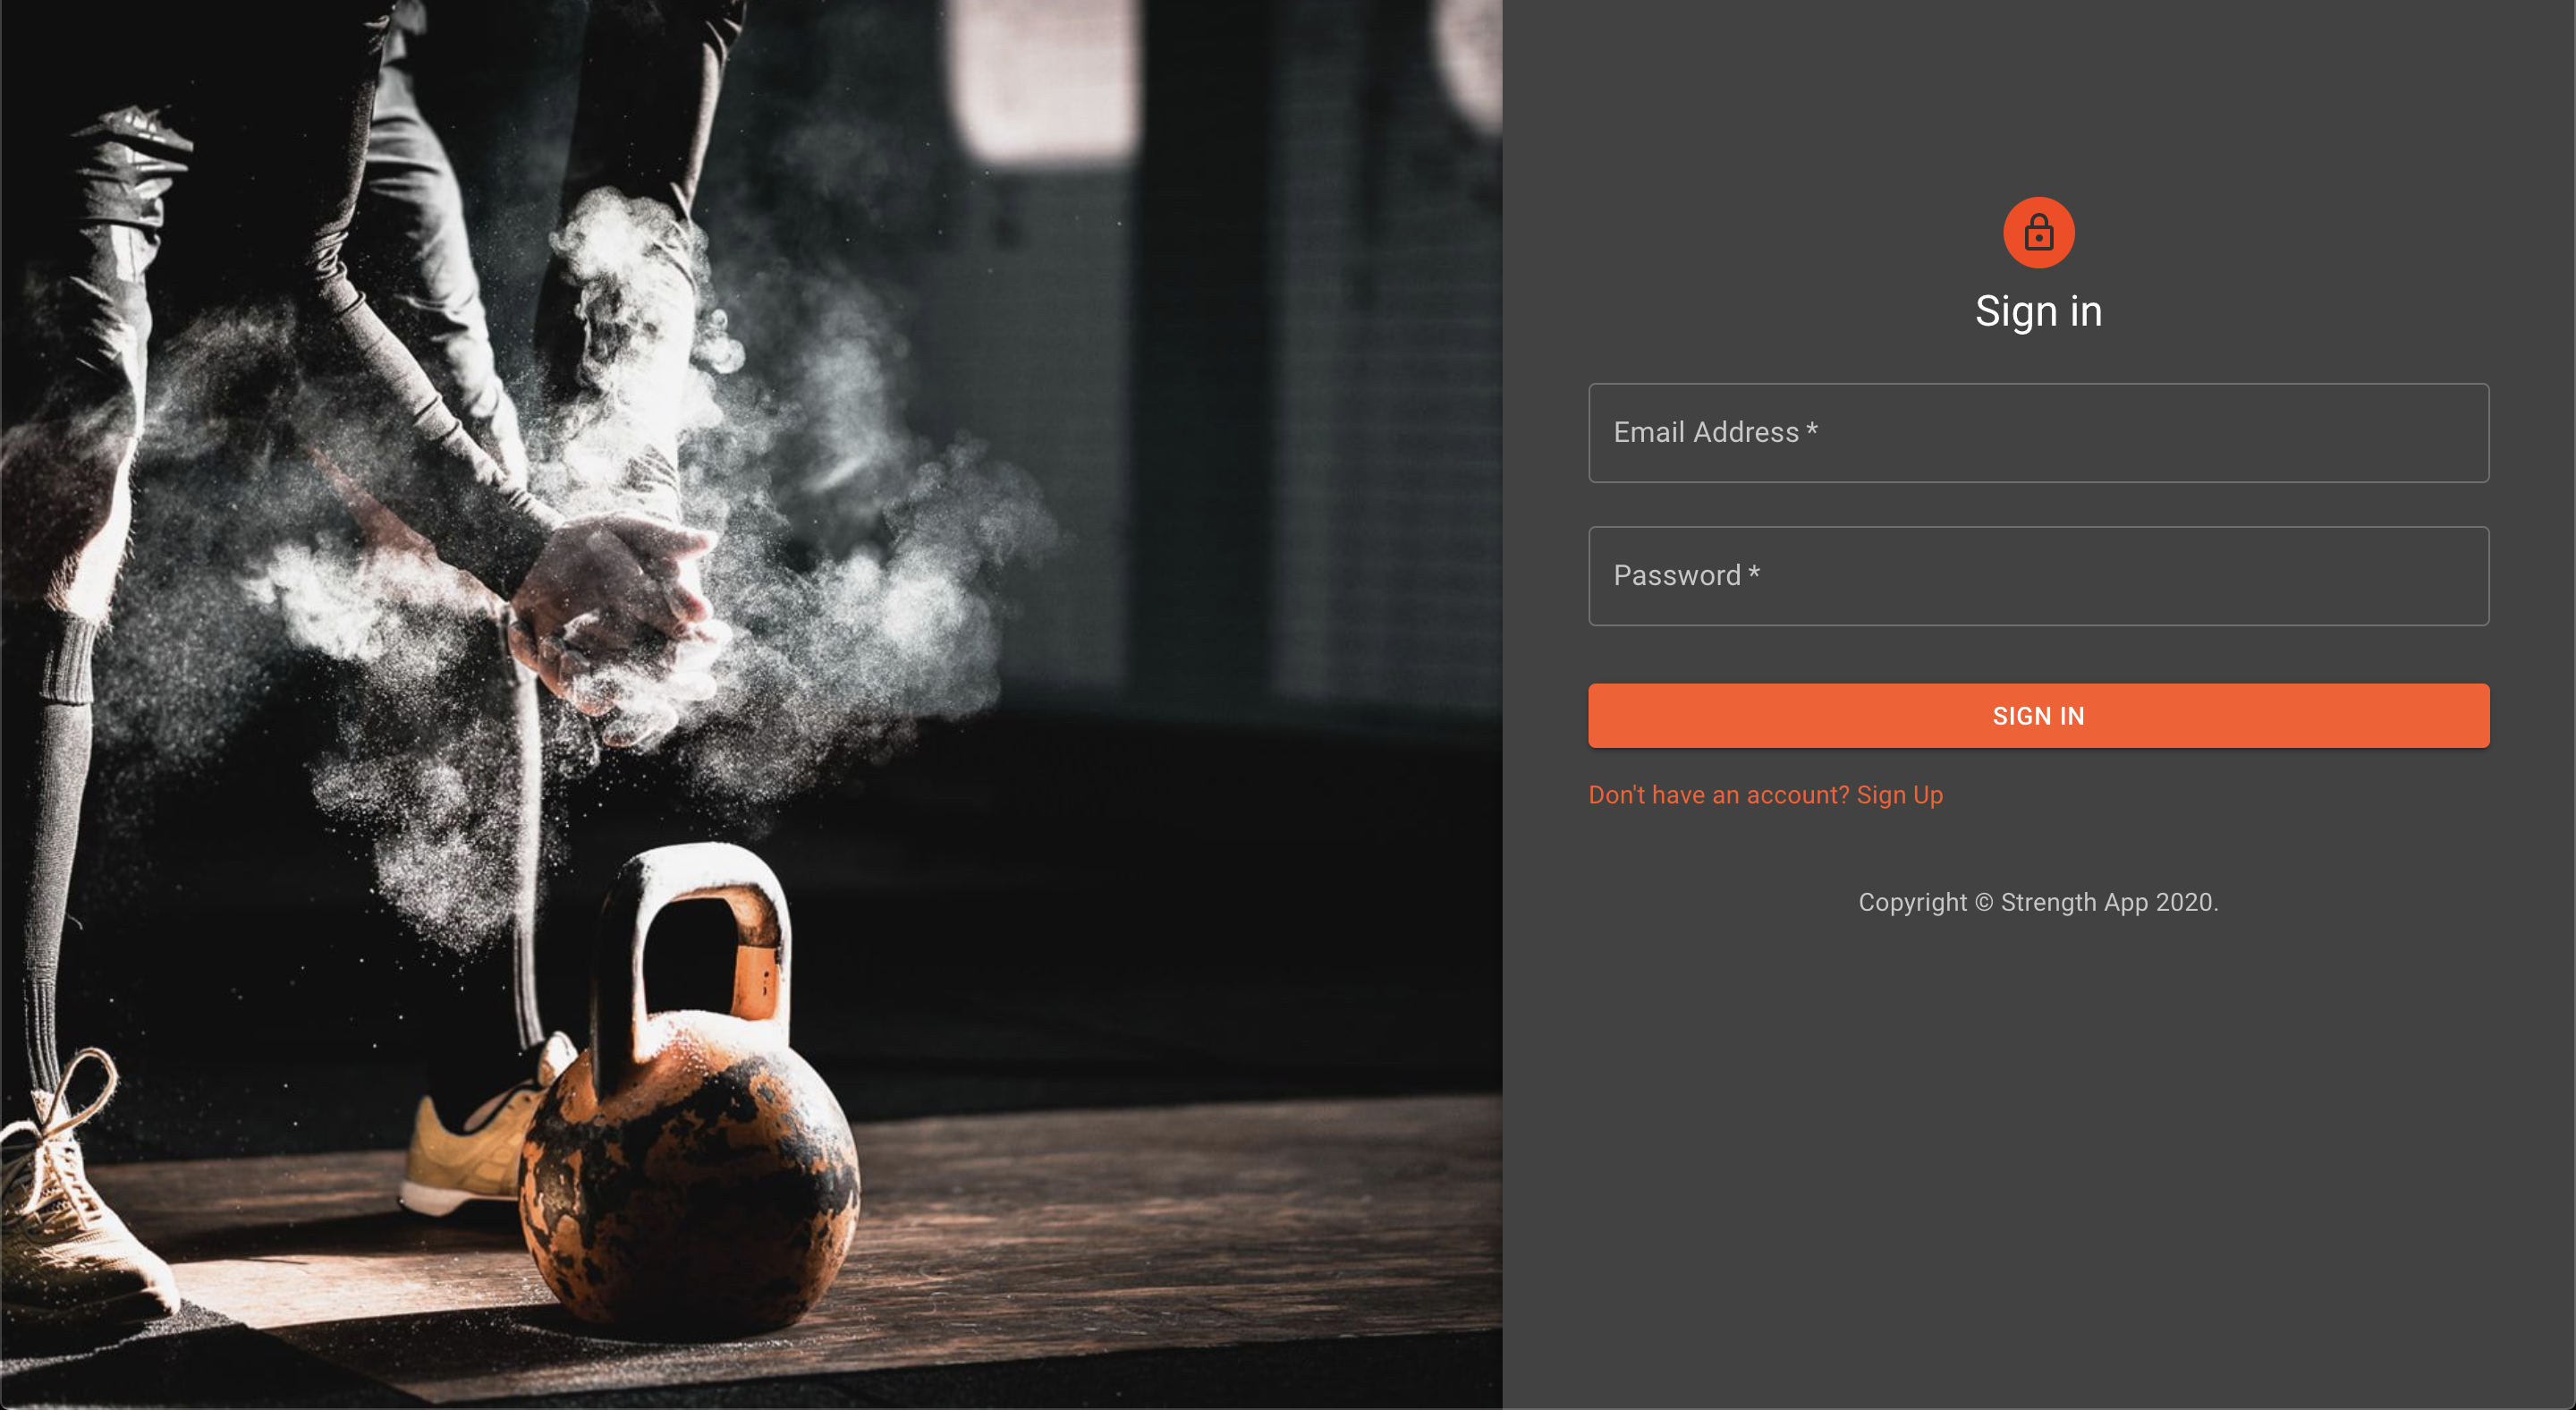 Sign in
Email Address *
Password *
SIGN IN
Don't have an account? Sign Up
Copyright © Strength App 2020.